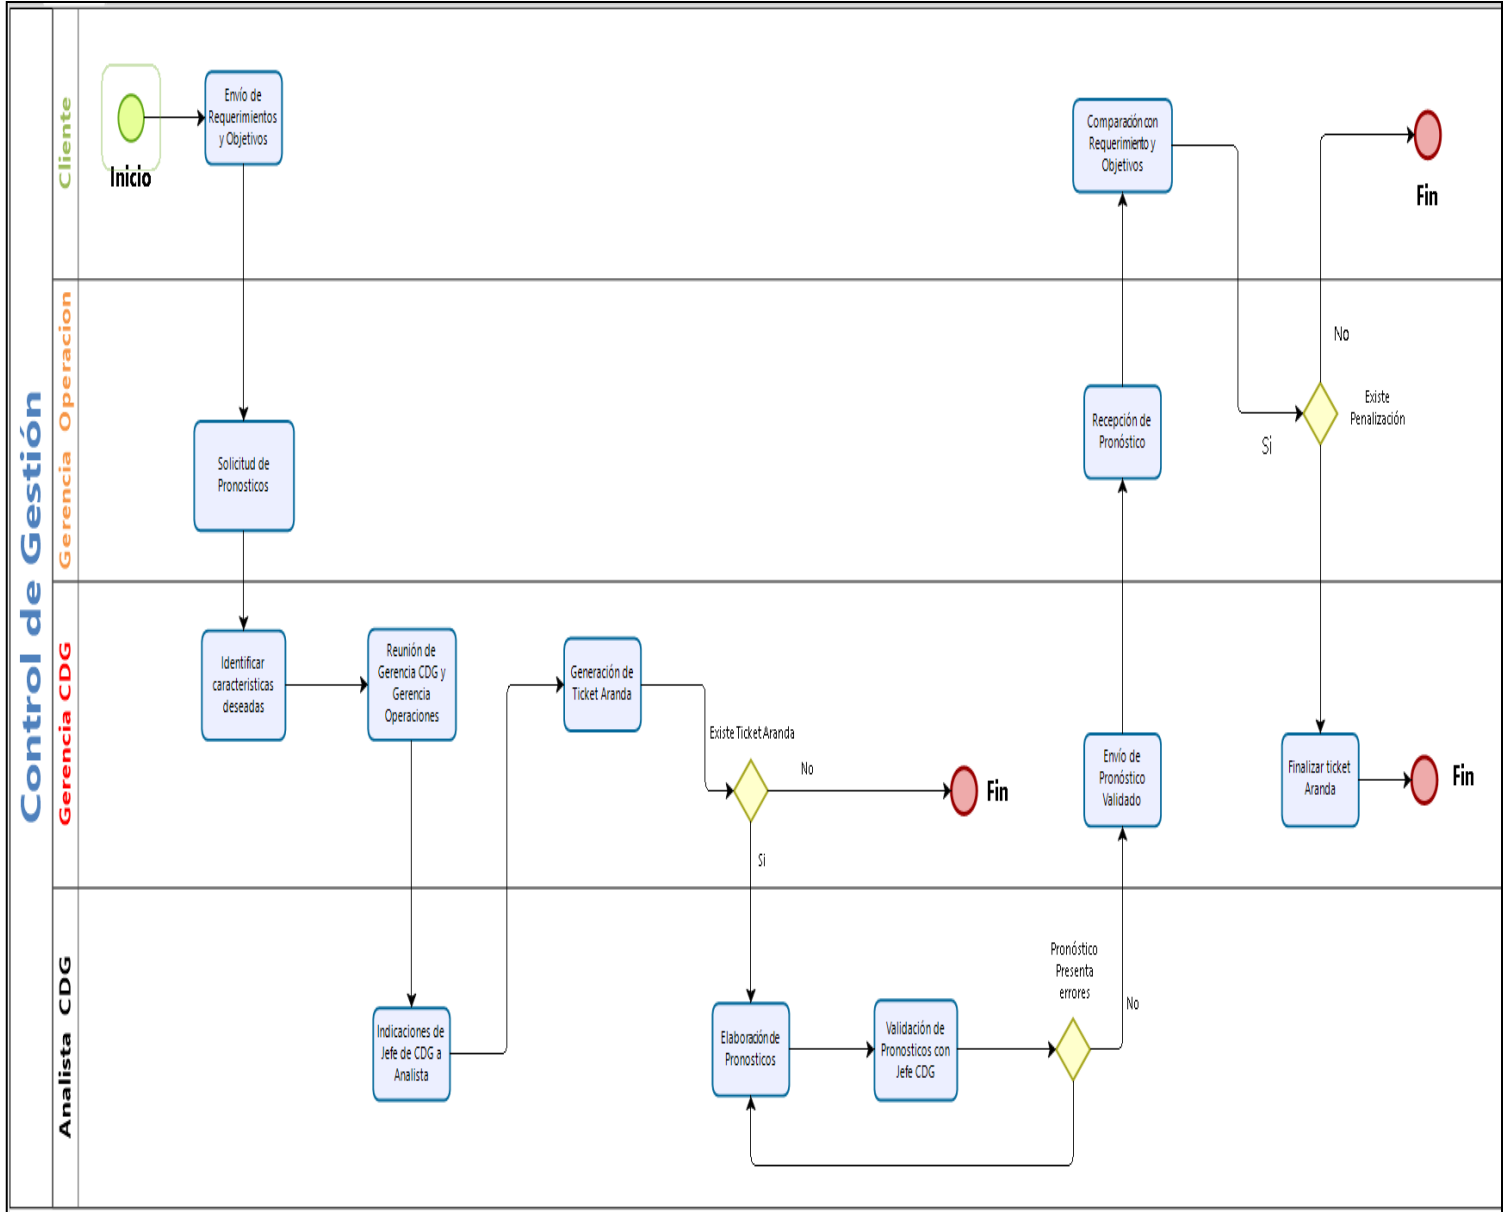 Control de Gestión
Cliente
Inicio
Envío de
Requerimientos
y Objetivos
Comparación con
Requerimiento y
Objetivos
Fin
Gerencia Operacion
Solicitud de
Pronosticos
Recepción de
Pronóstico
No
Existe
Penalización
Si
Gerencia CDG
Identificar
caracteristicas
deseadas
Reunión de
Gerencia CDG y
Gerencia
Operaciones
Generación de
Ticket Aranda
Existe Ticket Aranda
No
Fin
Si
Envío de
Pronóstico
Validado
Finalizar ticket
Aranda
Fin
Analista CDG
Indicaciones de
Jefe de CDG a
Analista
Elaboración de
Pronosticos
Validación de
Pronosticos con
Jefe CDG
Pronóstico
Presenta
errores
No